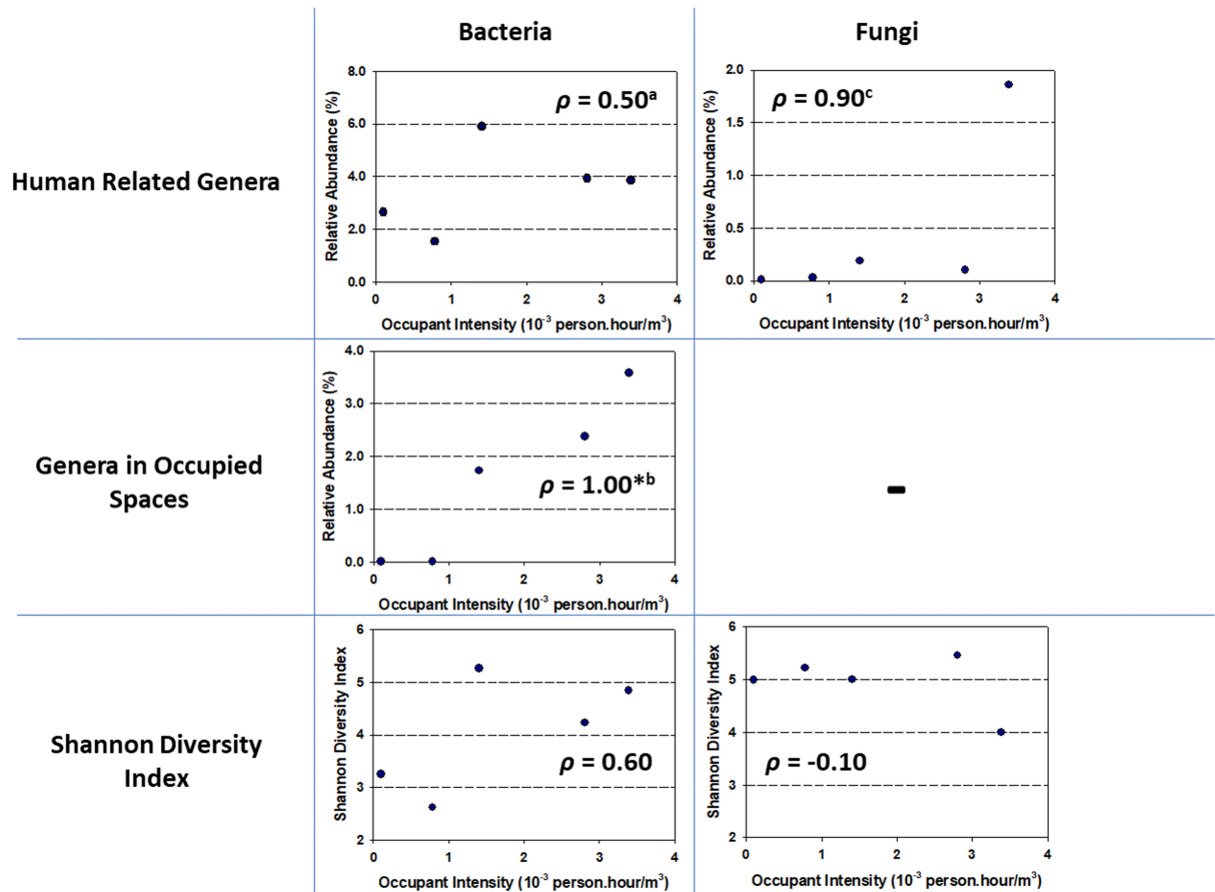 Bacteria
Fungi
Human Related Genera
Relative Abundance (%)
8.0
6.0
4.0
2.0
0.0
ρ = 0.50ᵃ
0
1
2
3
4
Occupant Intensity (10⁻³ person.hour/m³)
Relative Abundance (%)
2.0
1.5
1.0
0.5
0.0
ρ = 0.90ᶜ
0
1
2
3
4
Occupant Intensity (10⁻³ person.hour/m³)
Genera in Occupied
Spaces
Relative Abundance (%)
4.0
3.0
2.0
1.0
0.0
ρ = 1.00*ᵇ
0
1
2
3
4
Occupant Intensity (10⁻³ person.hour/m³)
-
Shannon Diversity
Index
Shannon Diversity Index
6
5
4
3
2
ρ = 0.60
0
1
2
3
4
Occupant Intensity (10⁻³ person.hour/m³)
Shannon Diversity Index
6
5
4
3
2
ρ = -0.10
0
1
2
3
4
Occupant Intensity (10⁻³ person.hour/m³)